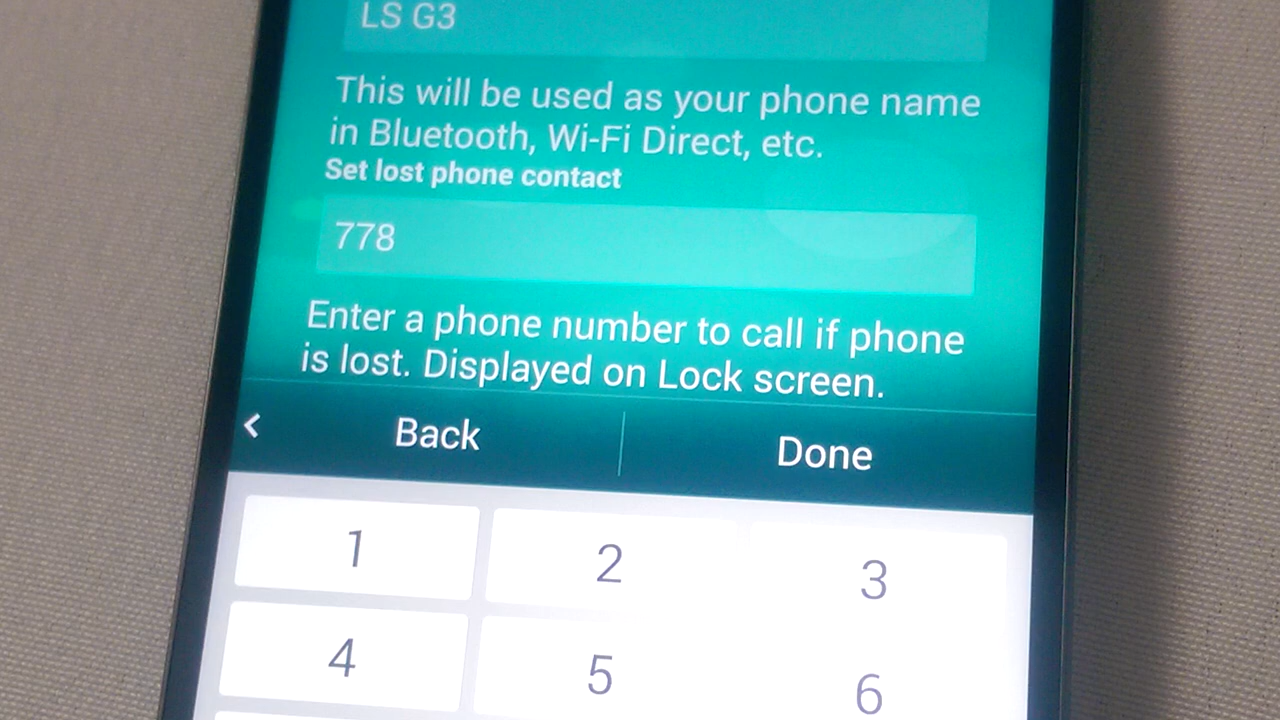 LS G3
This will be used as your phone name
in Bluetooth, Wi-Fi Direct, etc.
Set lost phone contact
778
Enter a phone number to call if phone
is lost. Displayed on Lock screen.
< Back Done
1 2 3
4 5 6